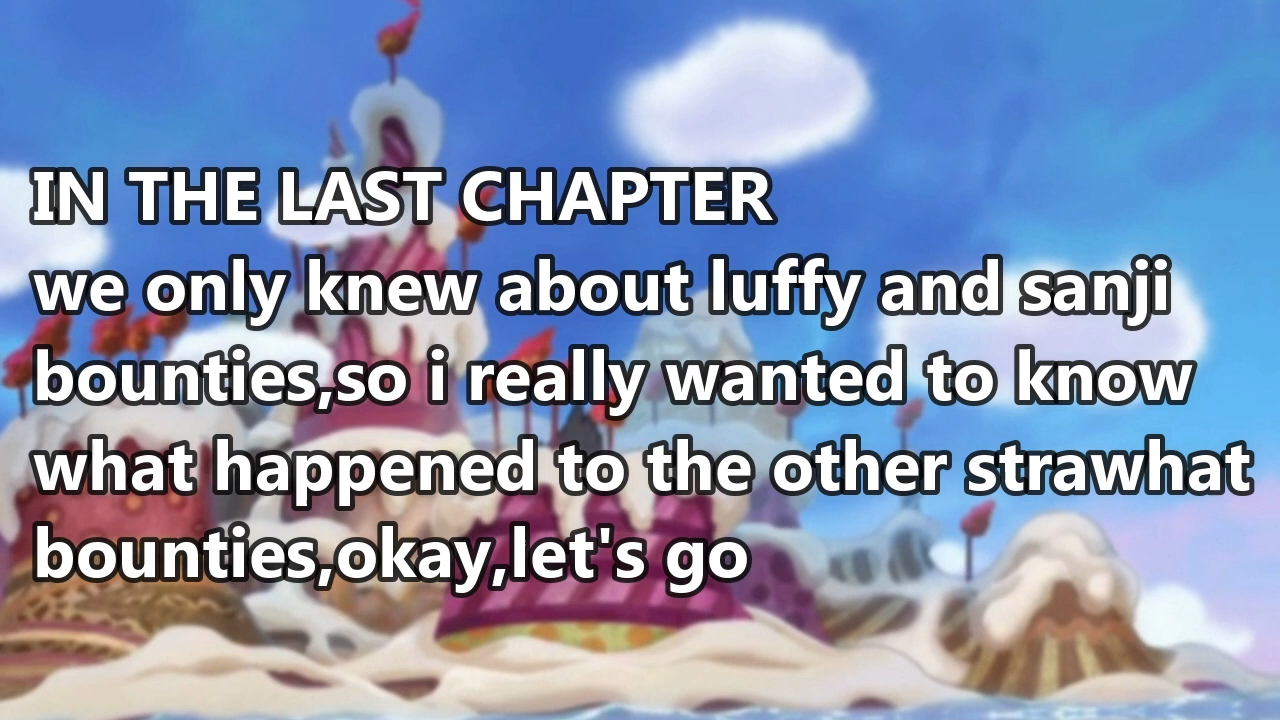 IN THE LAST CHAPTER
we only knew about luffy and sanji
bounties,so i really wanted to know
what happened to the other strawhat
bounties,okay,let's go